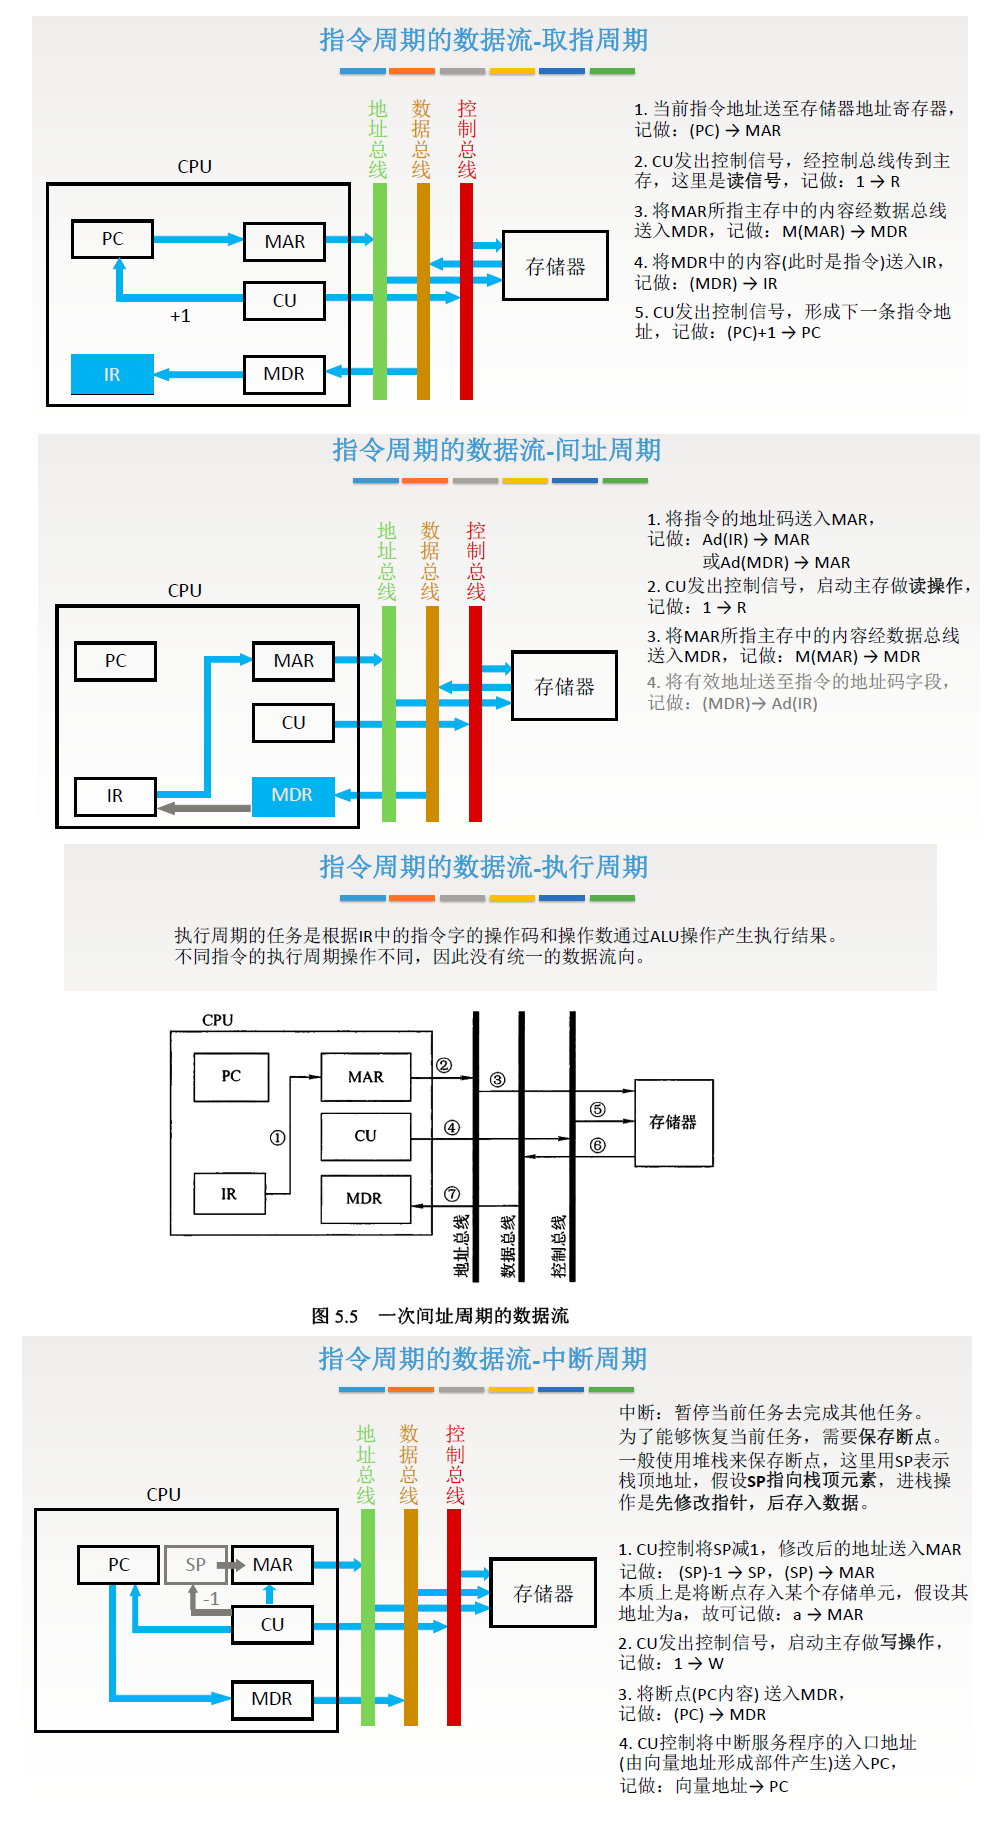 指令周期的数据流-取指周期
地址总线
数据总线
控制总线
CPU
PC
MAR
CU
+1
IR
MDR
存储器
1. 当前指令地址送至存储器地址寄存器，
记做：(PC) → MAR
2. CU发出控制信号，经控制总线传到主
存，这里是读信号，记做：1 → R
3. 将MAR所指主存中的内容经数据总线
送入MDR，记做：M(MAR) → MDR
4. 将MDR中的内容(此时是指令)送入IR，
记做：(MDR) → IR
5. CU发出控制信号，形成下一条指令地
址，记做：(PC)+1 → PC
指令周期的数据流-间址周期
地址总线
数据总线
控制总线
CPU
PC
MAR
CU
IR
MDR
存储器
1. 将指令的地址码送入MAR，
记做：Ad(IR) → MAR
或Ad(MDR) → MAR
2. CU发出控制信号，启动主存做读操作，
记做：1 → R
3. 将MAR所指主存中的内容经数据总线
送入MDR，记做：M(MAR) → MDR
4. 将有效地址送至指令的地址码字段，
记做：(MDR)→ Ad(IR)
指令周期的数据流-执行周期
执行周期的任务是根据IR中的指令字的操作码和操作数通过ALU操作产生执行结果。
不同指令的执行周期操作不同，因此没有统一的数据流向。
CPU
PC
MAR
CU
IR
MDR
①
②
③
④
⑤
⑥
⑦
存储器
地址总线
数据总线
控制总线
图 5.5 一次间址周期的数据流
指令周期的数据流-中断周期
地址总线
数据总线
控制总线
CPU
PC
SP
MAR
-1
CU
MDR
存储器
中断：暂停当前任务去完成其他任务。
为了能够恢复当前任务，需要保存断点。
一般使用堆栈来保存断点，这里用SP表示
栈顶地址，假设SP指向栈顶元素，进栈操
作是先修改指针，后存入数据。
1. CU控制将SP减1，修改后的地址送入MAR
记做： (SP)-1 → SP，(SP) → MAR
本质上是将断点存入某个存储单元，假设其
地址为a，故可记做：a → MAR
2. CU发出控制信号，启动主存做写操作，
记做：1 → W
3. 将断点(PC内容) 送入MDR，
记做：(PC) → MDR
4. CU控制将中断服务程序的入口地址
(由向量地址形成部件产生)送入PC，
记做：向量地址→ PC